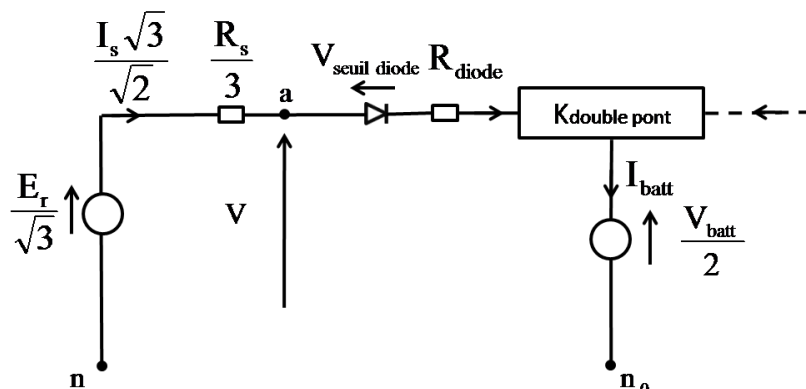 I_s √3 / √2
R_s / 3
a
V_seuil diode
R_diode
K_double pont
E_r / √3
V
I_batt
V_batt / 2
n
n_0